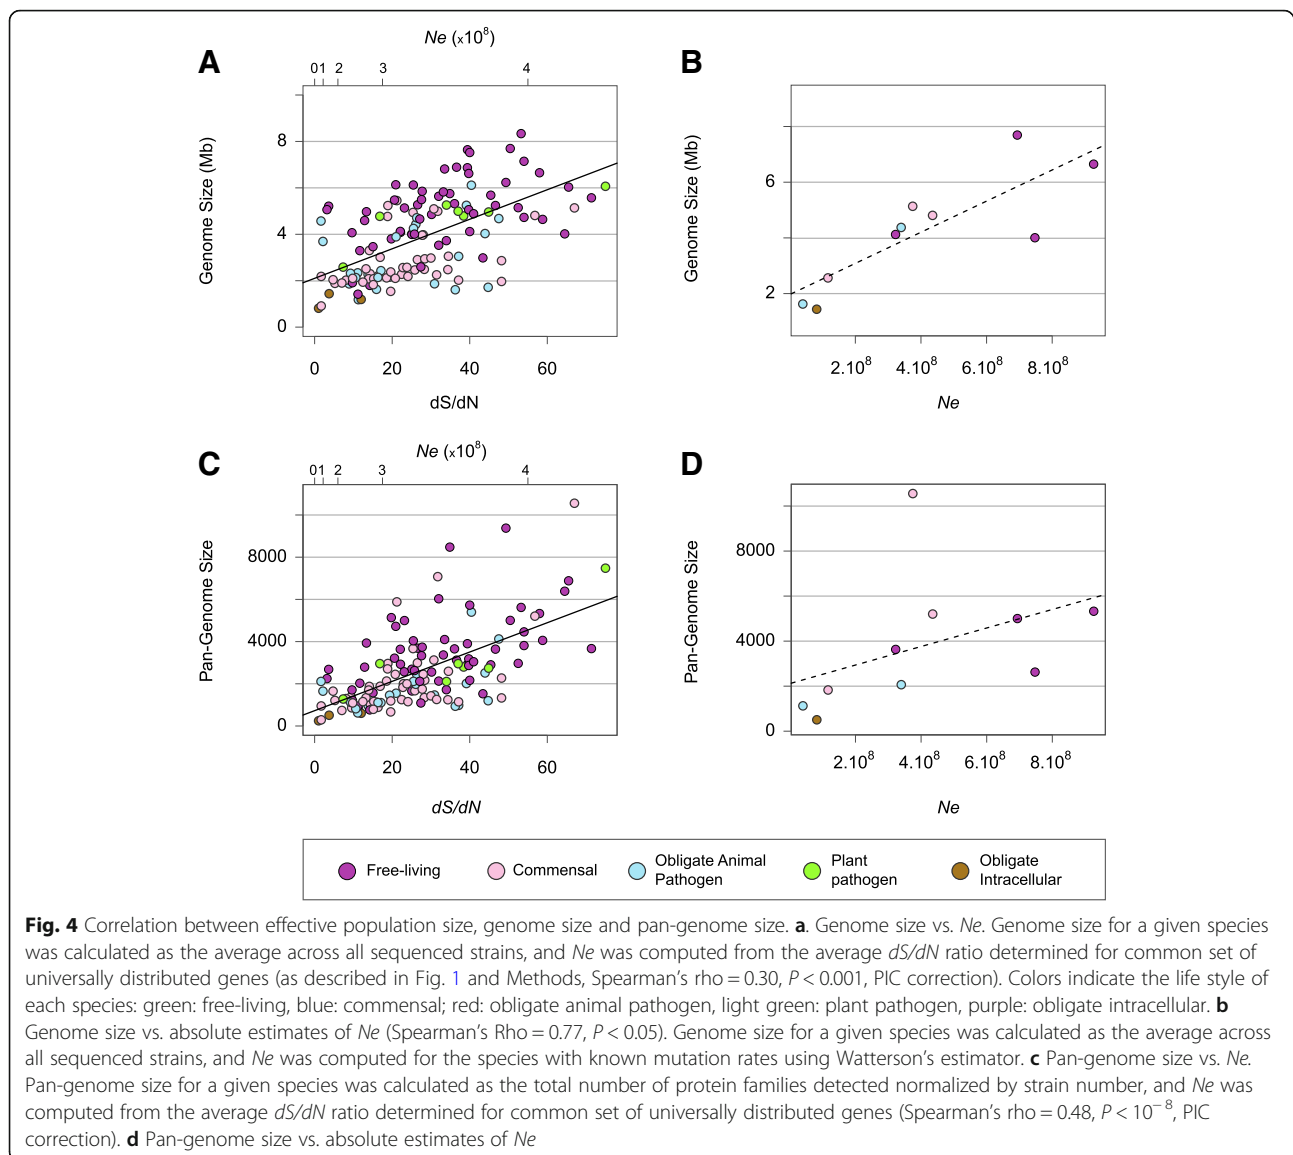 Ne (x10⁸)
A
B
01 2 3 4
Genome Size (Mb)
8
4
0
0 20 40 60
dS/dN
Genome Size (Mb)
6
2
2.10⁸ 4.10⁸ 6.10⁸ 8.10⁸
Ne
Ne (x10⁸)
C
D
01 2 3 4
Pan-Genome Size
8000
4000
0
0 20 40 60
dS/dN
Pan-Genome Size
8000
4000
0
2.10⁸ 4.10⁸ 6.10⁸ 8.10⁸
Ne
Free-living
Commensal
Obligate Animal
Pathogen
Plant
pathogen
Obligate
Intracellular
Fig. 4 Correlation between effective population size, genome size and pan-genome size. a. Genome size vs. Ne. Genome size for a given species
was calculated as the average across all sequenced strains, and Ne was computed from the average dS/dN ratio determined for common set of
universally distributed genes (as described in Fig. 1 and Methods, Spearman's rho = 0.30, P < 0.001, PIC correction). Colors indicate the life style of
each species: green: free-living, blue: commensal; red: obligate animal pathogen, light green: plant pathogen, purple: obligate intracellular. b
Genome size vs. absolute estimates of Ne (Spearman's Rho = 0.77, P < 0.05). Genome size for a given species was calculated as the average across
all sequenced strains, and Ne was computed for the species with known mutation rates using Watterson's estimator. c Pan-genome size vs. Ne.
Pan-genome size for a given species was calculated as the total number of protein families detected normalized by strain number, and Ne was
computed from the average dS/dN ratio determined for common set of universally distributed genes (Spearman's rho = 0.48, P < 10⁻⁸, PIC
correction). d Pan-genome size vs. absolute estimates of Ne